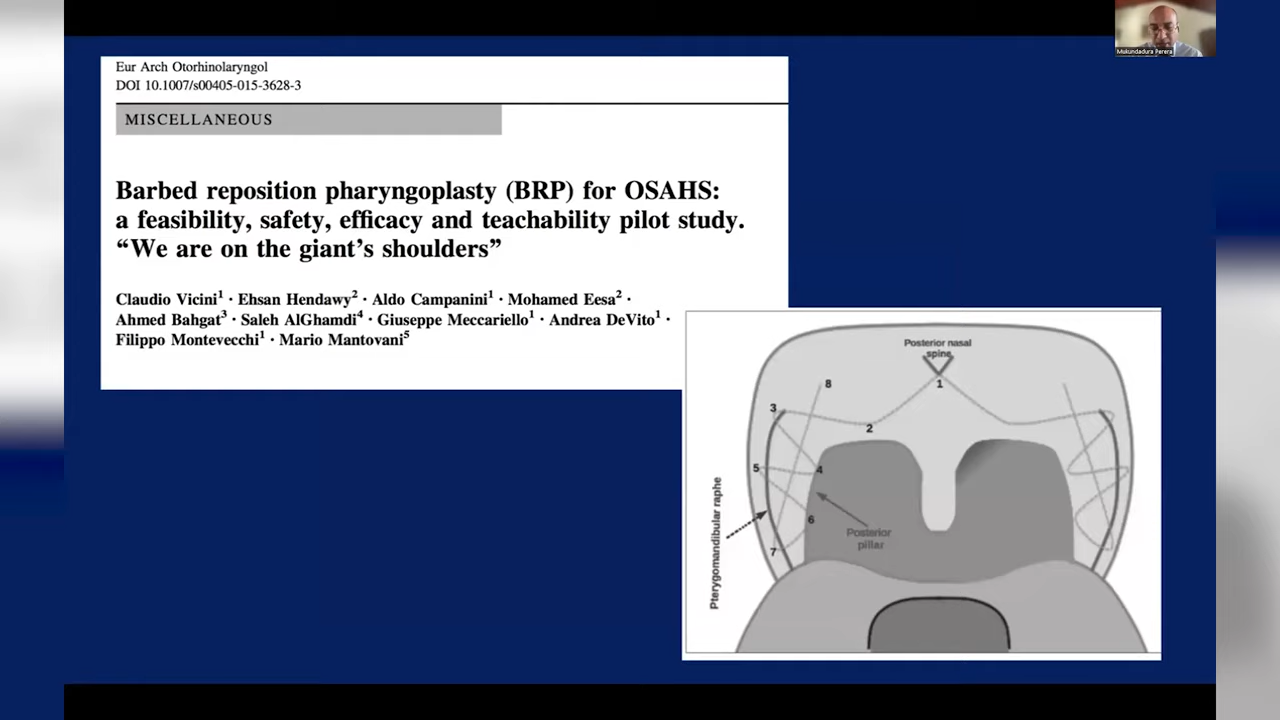 Mukundadura Perera
Eur Arch Otorhinolaryngol
DOI 10.1007/s00405-015-3628-3
MISCELLANEOUS
Barbed reposition pharyngoplasty (BRP) for OSAHS:
a feasibility, safety, efficacy and teachability pilot study.
“We are on the giant’s shoulders”
Claudio Vicini1 · Ehsan Hendawy2 · Aldo Campanini1 · Mohamed Eesa2 ·
Ahmed Bahgat3 · Saleh AlGhamdi4 · Giuseppe Meccariello1 · Andrea DeVito1 ·
Filippo Montevecchi1 · Mario Mantovani5
Posterior nasal
spine
1
8
3
2
5
4
6
7
Posterior
pillar
Pterygomandibular raphe